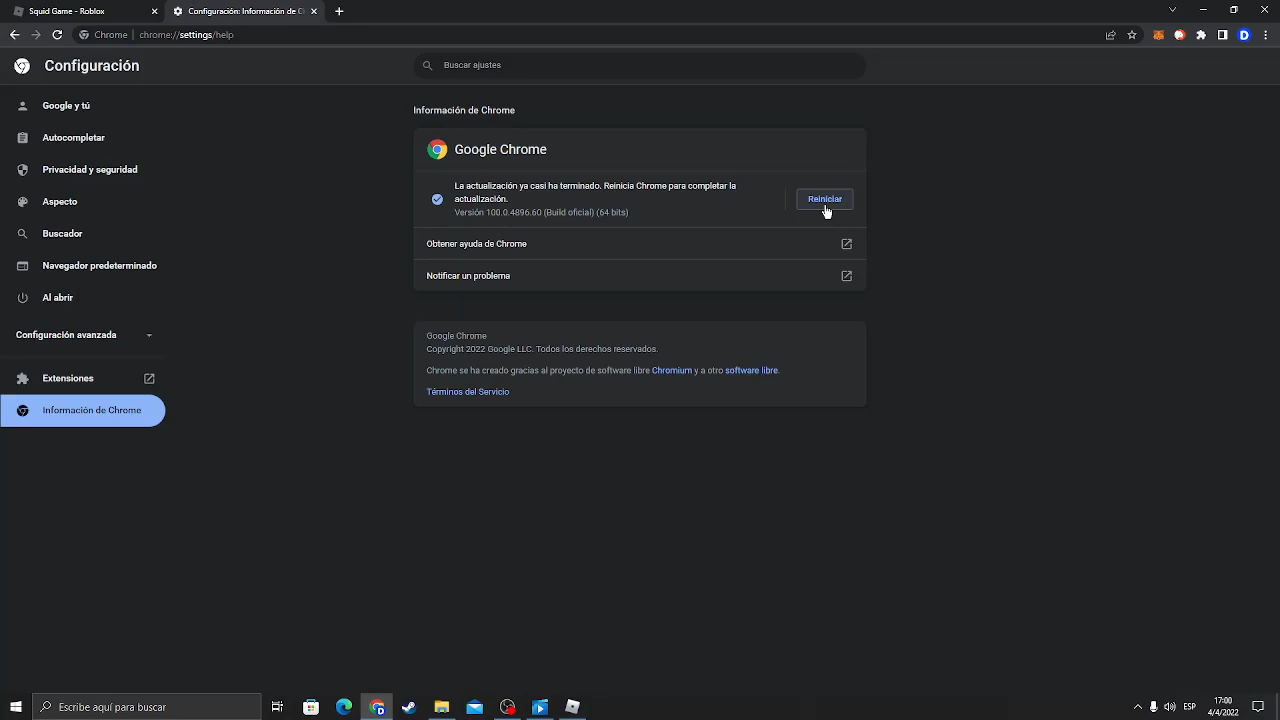 Squid Game - Roblox
Configuración: Información de C
Chrome | chrome://settings/help
D
Configuración
Buscar ajustes
Google y tú
Autocompletar
Privacidad y seguridad
Aspecto
Buscador
Navegador predeterminado
Al abrir
Configuración avanzada
Extensiones
Información de Chrome
Información de Chrome
Google Chrome
La actualización ya casi ha terminado. Reinicia Chrome para completar la
actualización.
Versión 100.0.4896.60 (Build oficial) (64 bits)
Reiniciar
Obtener ayuda de Chrome
Notificar un problema
Google Chrome
Copyright 2022 Google LLC. Todos los derechos reservados.
Chrome se ha creado gracias al proyecto de software libre Chromium y a otro software libre.
Términos del Servicio
Escribe aquí para buscar
D
ESP
17:00
4/4/2022